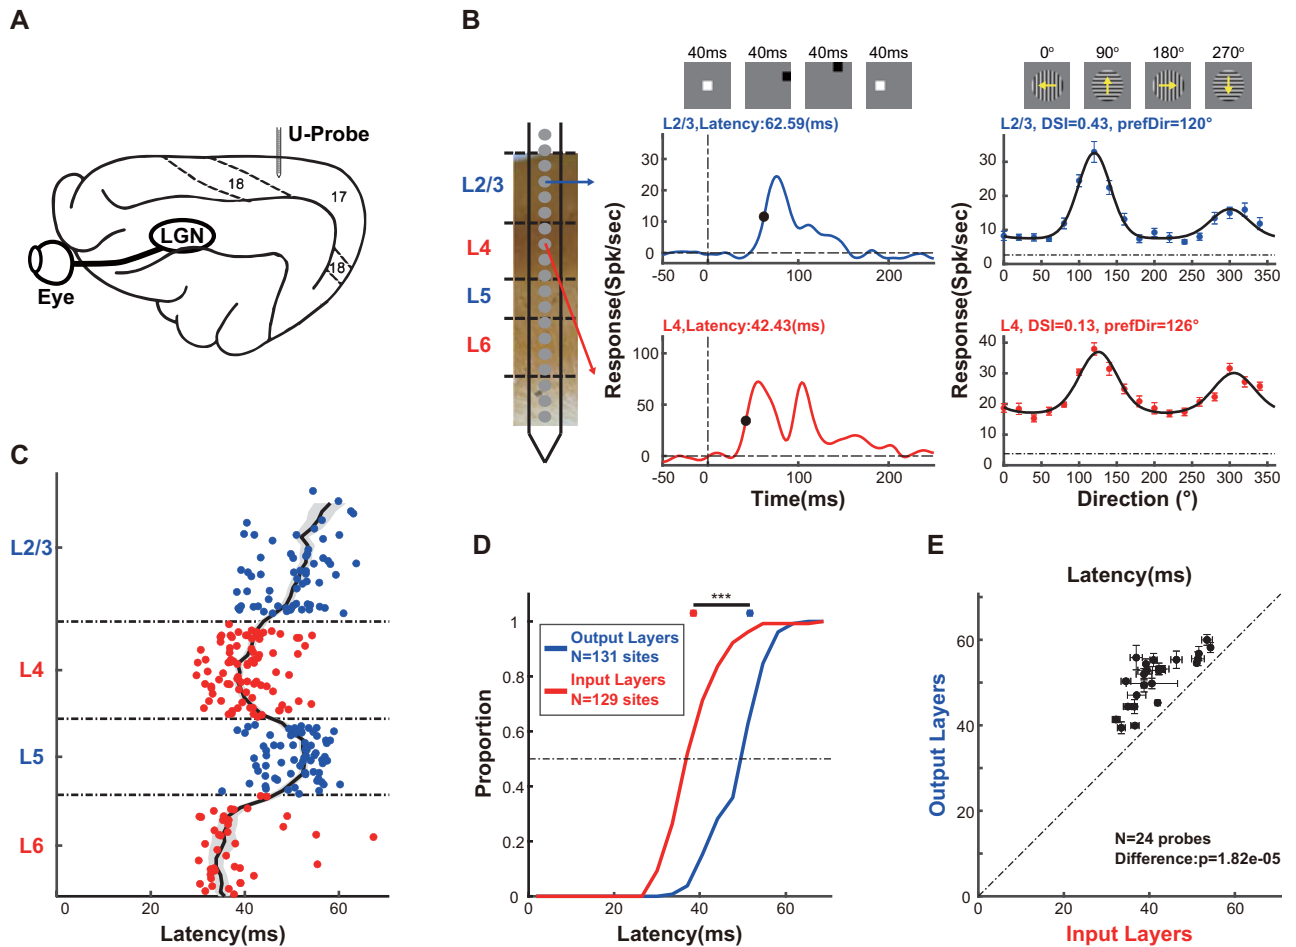 A
U-Probe
18
17
LGN
18
Eye
B
40ms 40ms 40ms 40ms
0° 90° 180° 270°
L2/3
L4
L5
L6
L2/3,Latency:62.59(ms)
30
20
10
0
-50 0 100 200
L4,Latency:42.43(ms)
100
50
0
-50 0 100 200
Response(Spk/sec)
Time(ms)
L2/3, DSI=0.43, prefDir=120°
30
20
10
0
0 50 100 150 200 250 300 350
L4, DSI=0.13, prefDir=126°
40
30
20
10
0
0 50 100 150 200 250 300 350
Response(Spk/sec)
Direction (°)
C
L2/3
L4
L5
L6
0 20 40 60
Latency(ms)
D
***
1
0.8
0.6
0.4
0.2
0
Proportion
Output Layers
N=131 sites
Input Layers
N=129 sites
0 20 40 60
Latency(ms)
E
Latency(ms)
60
40
20
0
Output Layers
N=24 probes
Difference:p=1.82e-05
0 20 40 60
Input Layers